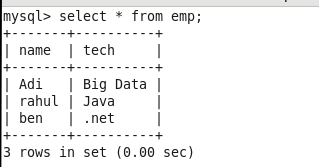 mysql> select * from emp;
+-------+----------+
| name  | tech     |
+-------+----------+
| Adi   | Big Data |
| rahul | Java     |
| ben   | .net     |
+-------+----------+
3 rows in set (0.00 sec)